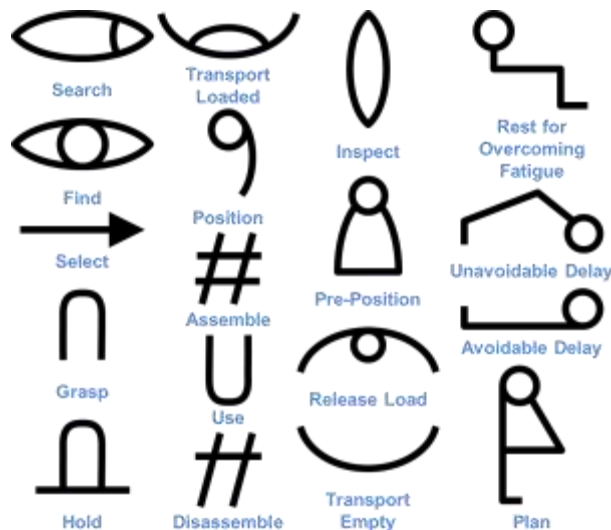 Search
Find
Select
Grasp
Hold
Transport
Loaded
Position
Assemble
Use
Disassemble
Inspect
Pre-Position
Release Load
Transport
Empty
Rest for
Overcoming
Fatigue
Unavoidable Delay
Avoidable Delay
Plan